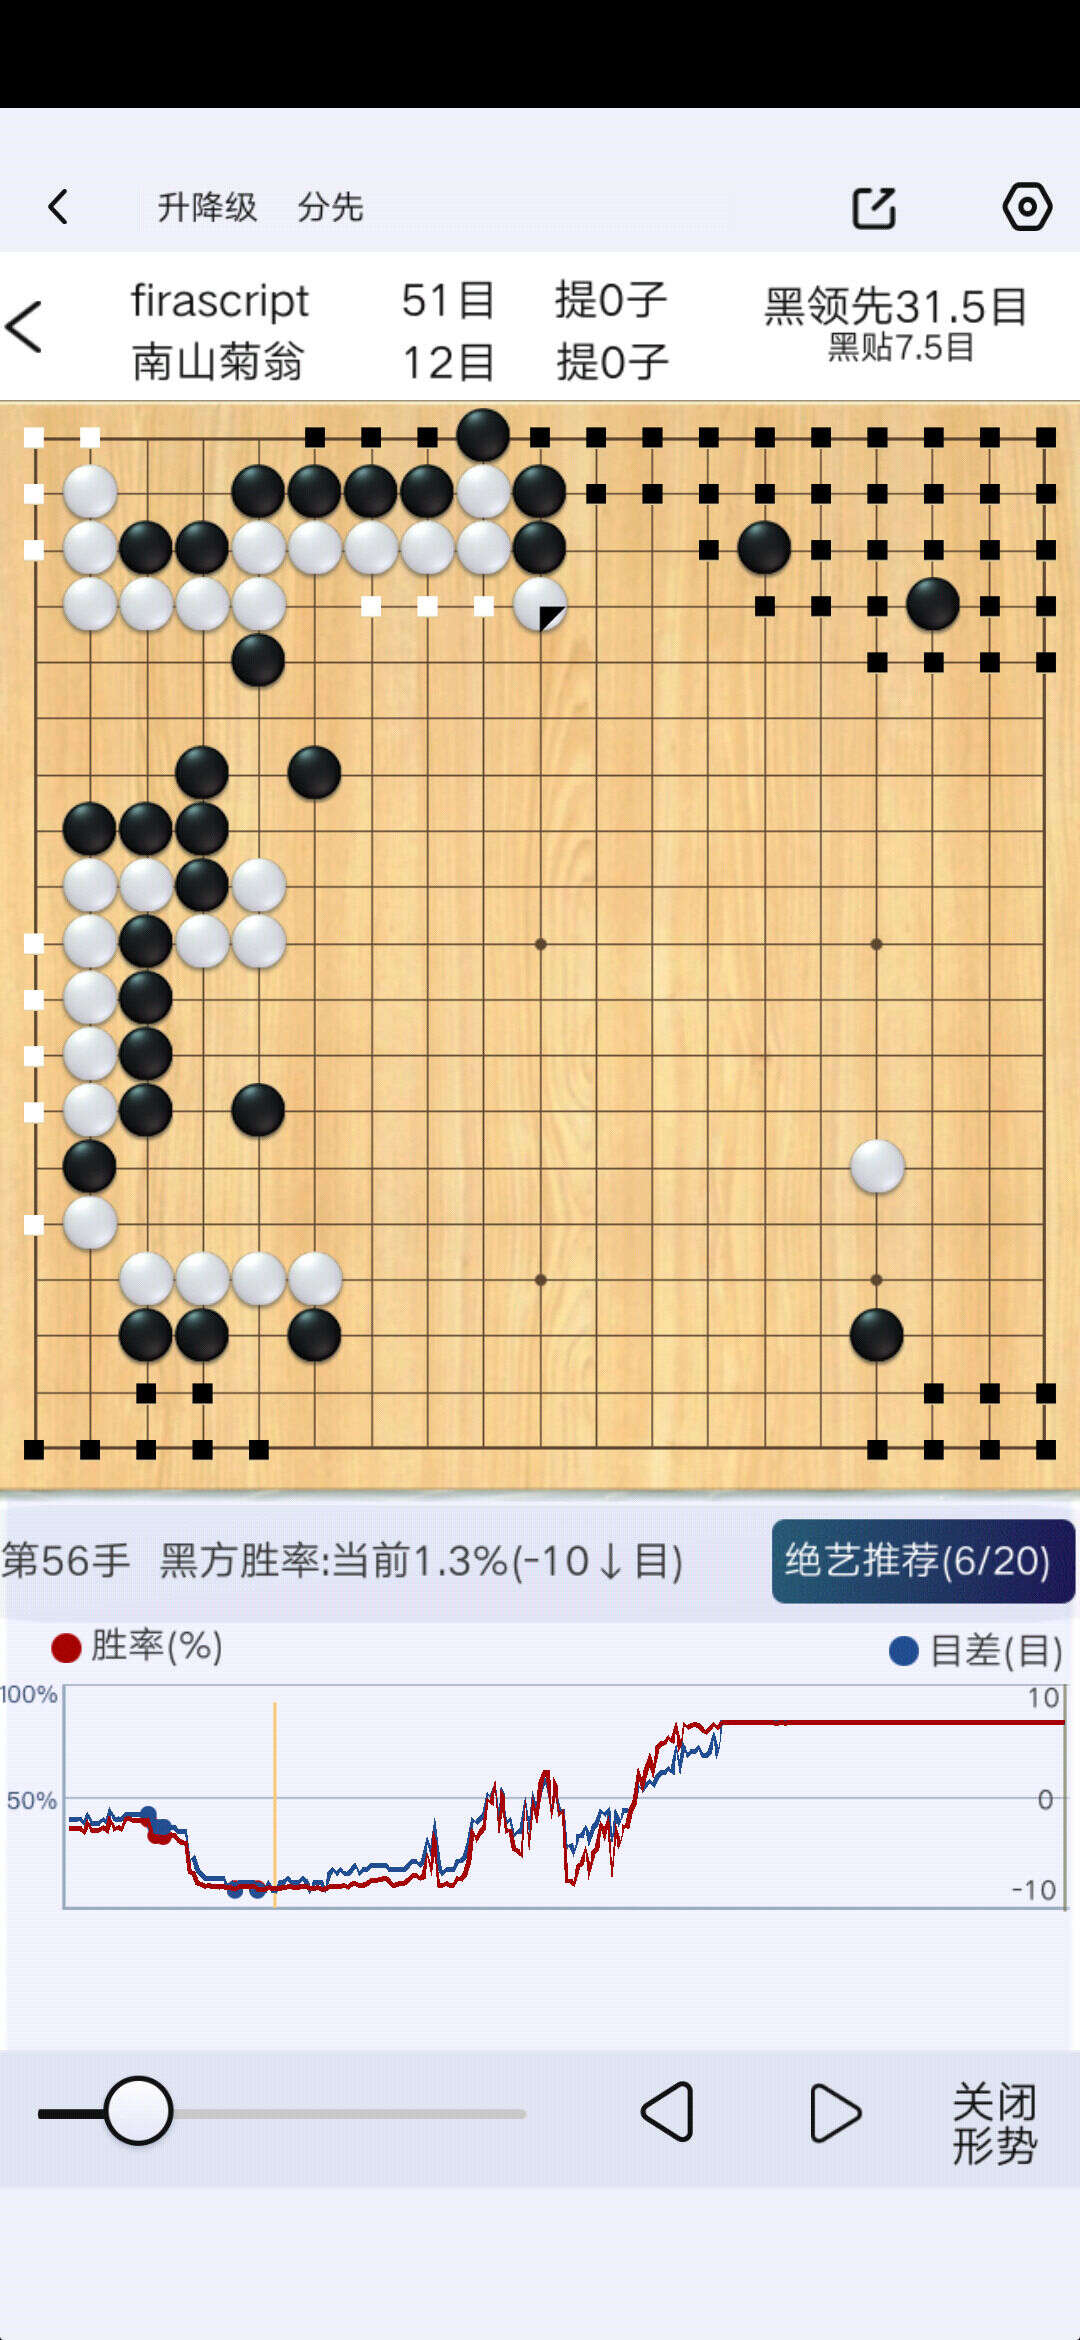 升降级 分先
firascript 51目 提0子 黑领先31.5目
南山菊翁 12目 提0子 黑贴7.5目
第56手 黑方胜率:当前1.3%(-10↓目) 绝艺推荐(6/20)
胜率(%) 目差(目)
100% 10
50% 0
-10
关闭
形势